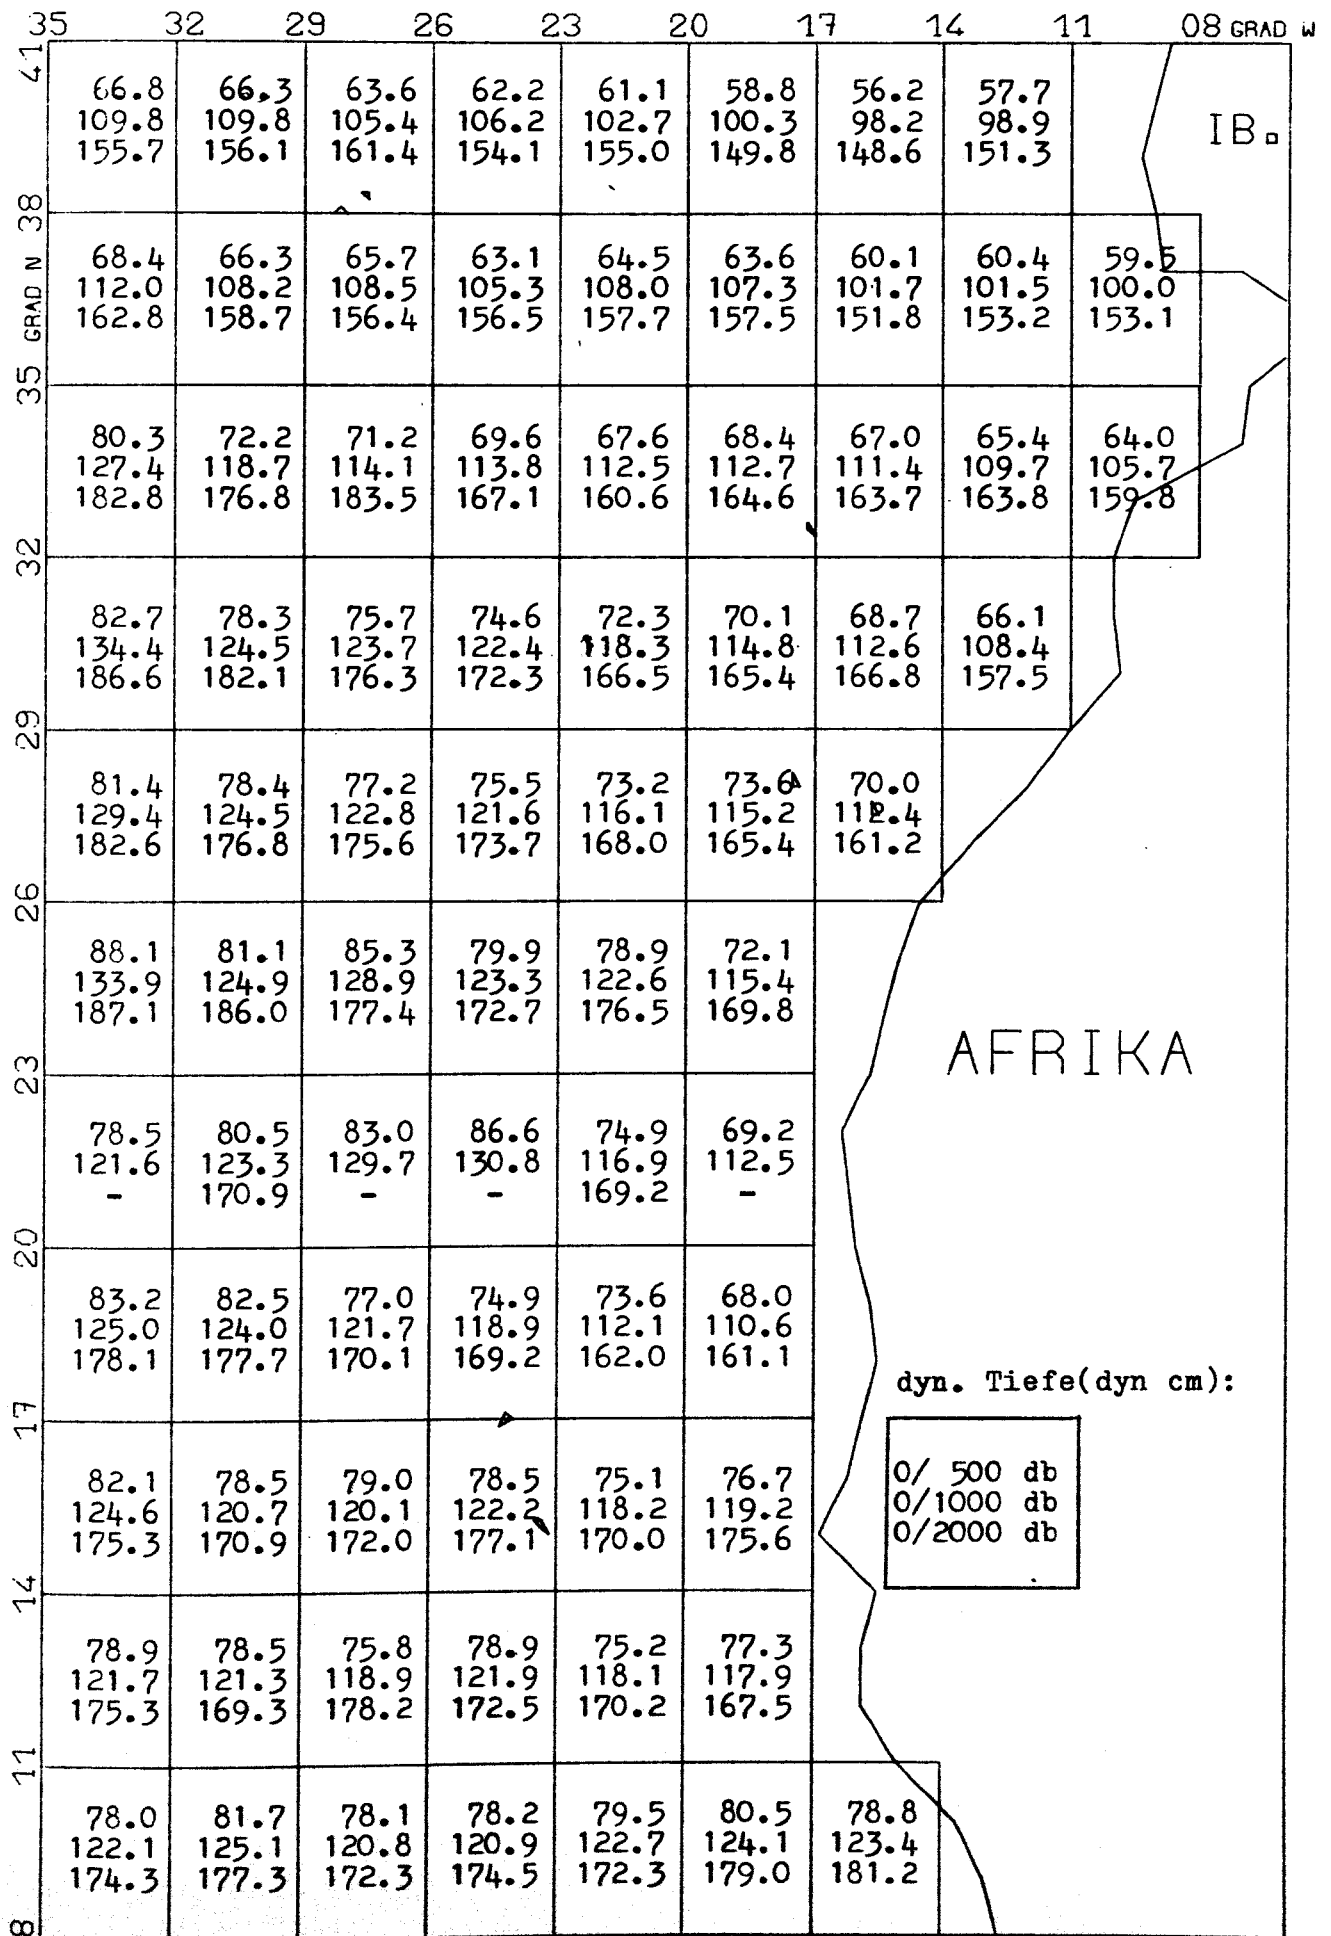 35 32 29 26 23 20 17 14 11 08 GRAD W
41
66.8 66.3 63.6 62.2 61.1 58.8 56.2 57.7
109.8 109.8 105.4 106.2 102.7 100.3 98.2 98.9 IB.
155.7 156.1 161.4 154.1 155.0 149.8 148.6 151.3
38
GRAD N
68.4 66.3 65.7 63.1 64.5 63.6 60.1 60.4 59.5
112.0 108.2 108.5 105.3 108.0 107.3 101.7 101.5 100.0
162.8 158.7 156.4 156.5 157.7 157.5 151.8 153.2 153.1
35
80.3 72.2 71.2 69.6 67.6 68.4 67.0 65.4 64.0
127.4 118.7 114.1 113.8 112.5 112.7 111.4 109.7 105.7
182.8 176.8 183.5 167.1 160.6 164.6 163.7 163.8 159.8
32
82.7 78.3 75.7 74.6 72.3 70.1 68.7 66.1
134.4 124.5 123.7 122.4 118.3 114.8 112.6 108.4
186.6 182.1 176.3 172.3 166.5 165.4 166.8 157.5
29
81.4 78.4 77.2 75.5 73.2 73.6 70.0
129.4 124.5 122.8 121.6 116.1 115.2 112.4
182.6 176.8 175.6 173.7 168.0 165.4 161.2
26
88.1 81.1 85.3 79.9 78.9 72.1
133.9 124.9 128.9 123.3 122.6 115.4
187.1 186.0 177.4 172.7 176.5 169.8
AFRIKA
23
78.5 80.5 83.0 86.6 74.9 69.2
121.6 123.3 129.7 130.8 116.9 112.5
- 170.9 - - 169.2 -
20
83.2 82.5 77.0 74.9 73.6 68.0
125.0 124.0 121.7 118.9 112.1 110.6
178.1 177.7 170.1 169.2 162.0 161.1
dyn. Tiefe(dyn cm):
17
82.1 78.5 79.0 78.5 75.1 76.7
124.6 120.7 120.1 122.2 118.2 119.2
175.3 170.9 172.0 177.1 170.0 175.6
0/ 500 db
0/1000 db
0/2000 db
14
78.9 78.5 75.8 78.9 75.2 77.3
121.7 121.3 118.9 121.9 118.1 117.9
175.3 169.3 178.2 172.5 170.2 167.5
11
78.0 81.7 78.1 78.2 79.5 80.5 78.8
122.1 125.1 120.8 120.9 122.7 124.1 123.4
174.3 177.3 172.3 174.5 172.3 179.0 181.2
8